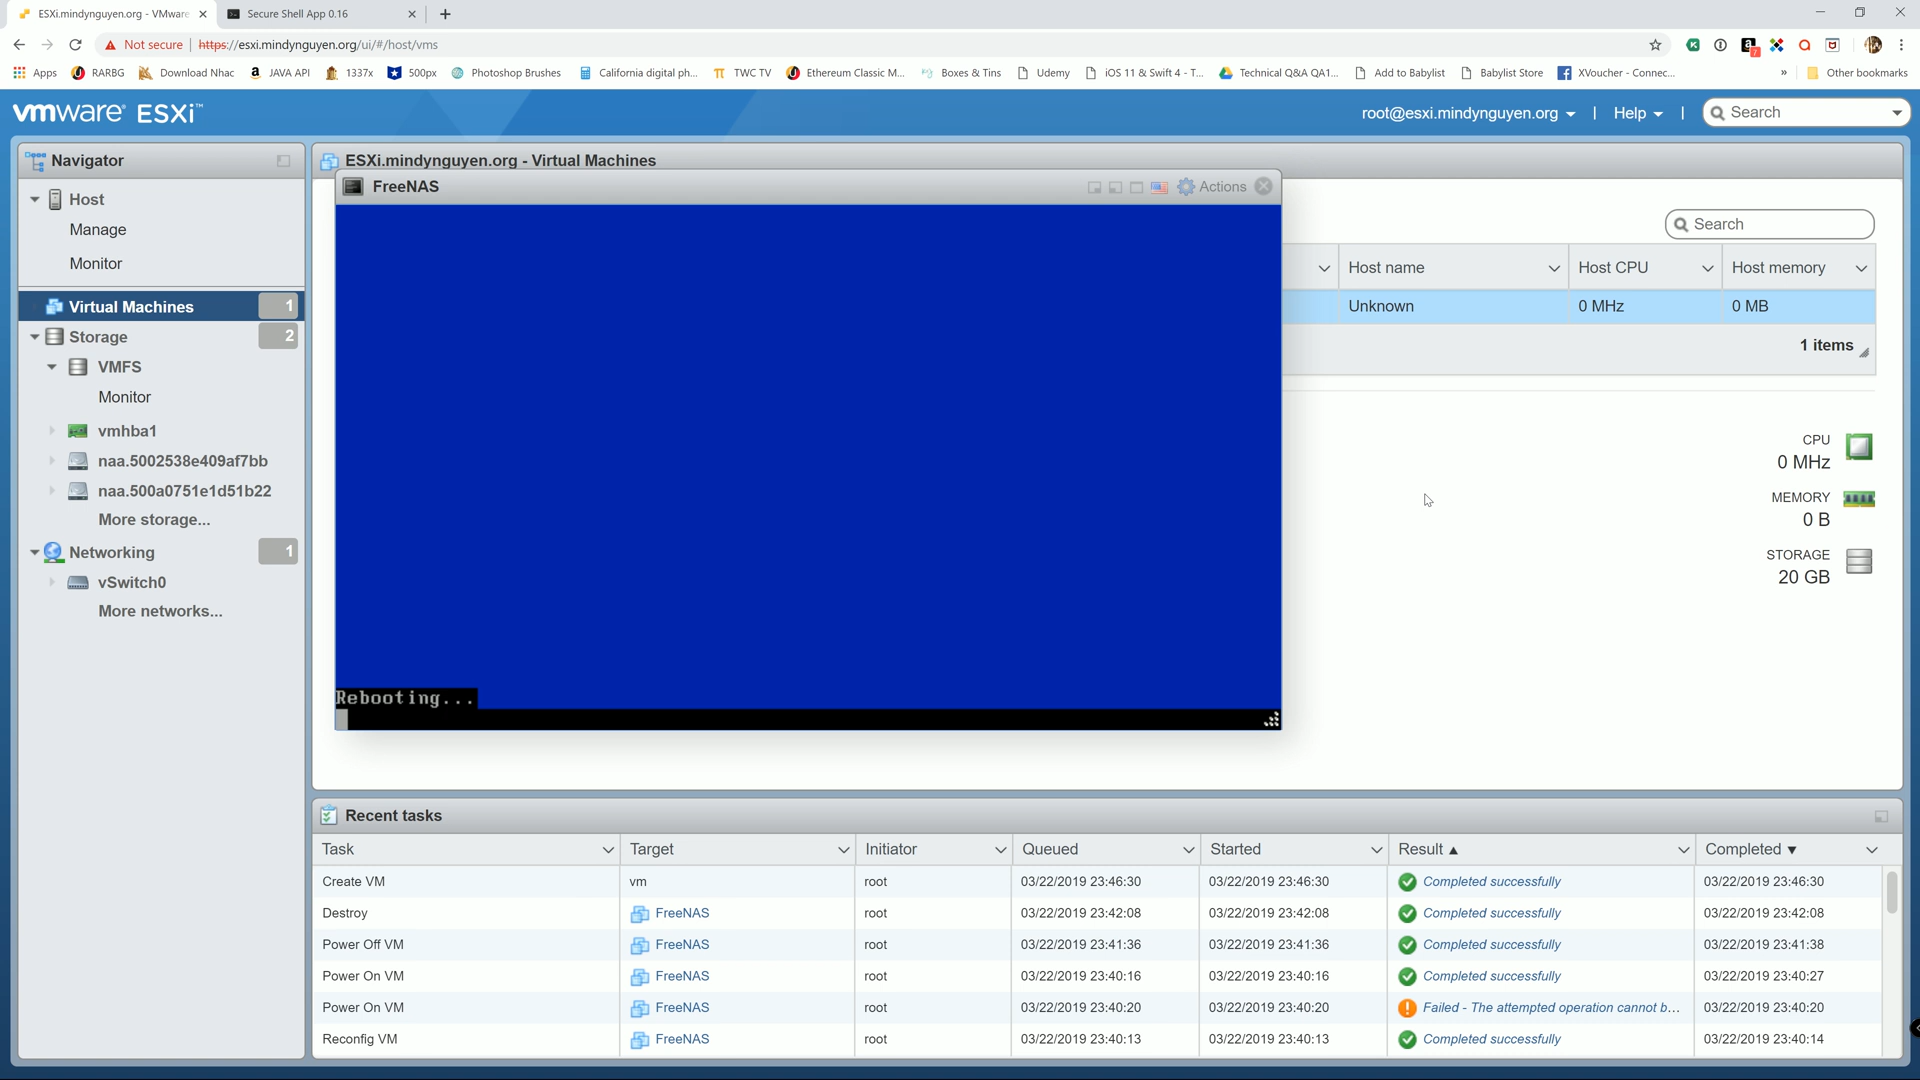 ESXi.mindynguyen.org - VMware
Secure Shell App 0.16
Not secure
https://esxi.mindynguyen.org/ui/#/host/vms
7
Apps
RARBG
Download Nhac
JAVA API
1337x
500px
Photoshop Brushes
California digital ph...
TWC TV
Ethereum Classic M...
Boxes & Tins
Udemy
iOS 11 & Swift 4 - T...
Technical Q&A QA1...
Add to Babylist
Babylist Store
XVoucher - Connec...
»
Other bookmarks
vmware ESXi™
root@esxi.mindynguyen.org
Help
Search
Navigator
Host
Manage
Monitor
Virtual Machines 1
Storage 2
VMFS
Monitor
vmhba1
naa.5002538e409af7bb
naa.500a0751e1d51b22
More storage...
Networking 1
vSwitch0
More networks...
ESXi.mindynguyen.org - Virtual Machines
FreeNAS
Actions
Rebooting...
Search
Host name Host CPU Host memory
Unknown 0 MHz 0 MB
1 items
CPU
0 MHz
MEMORY
0 B
STORAGE
20 GB
Recent tasks
Task Target Initiator Queued Started Result ▲ Completed ▼
Create VM vm root 03/22/2019 23:46:30 03/22/2019 23:46:30 Completed successfully 03/22/2019 23:46:30
Destroy FreeNAS root 03/22/2019 23:42:08 03/22/2019 23:42:08 Completed successfully 03/22/2019 23:42:08
Power Off VM FreeNAS root 03/22/2019 23:41:36 03/22/2019 23:41:36 Completed successfully 03/22/2019 23:41:38
Power On VM FreeNAS root 03/22/2019 23:40:16 03/22/2019 23:40:16 Completed successfully 03/22/2019 23:40:27
Power On VM FreeNAS root 03/22/2019 23:40:20 03/22/2019 23:40:20 Failed - The attempted operation cannot b... 03/22/2019 23:40:20
Reconfig VM FreeNAS root 03/22/2019 23:40:13 03/22/2019 23:40:13 Completed successfully 03/22/2019 23:40:14